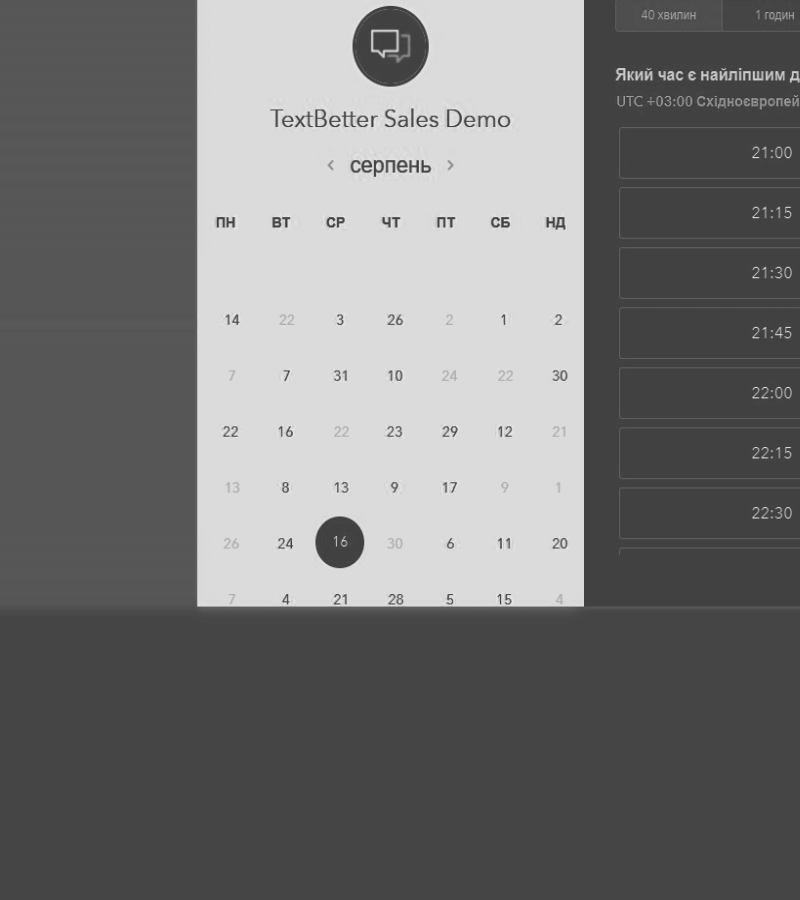 TextBetter Sales Demo
серпень
ПН ВТ СР ЧТ ПТ СБ НД
14 22 3 26 2 1 2
7 7 31 10 24 22 30
22 16 22 23 29 12 21
13 8 13 9 17 9 1
26 24 16 30 6 11 20
7 4 21 28 5 15 4
40 хвилин 1 годин
Який час є найліпшим д
UTC +03:00 Східноєвропей
21:00
21:15
21:30
21:45
22:00
22:15
22:30